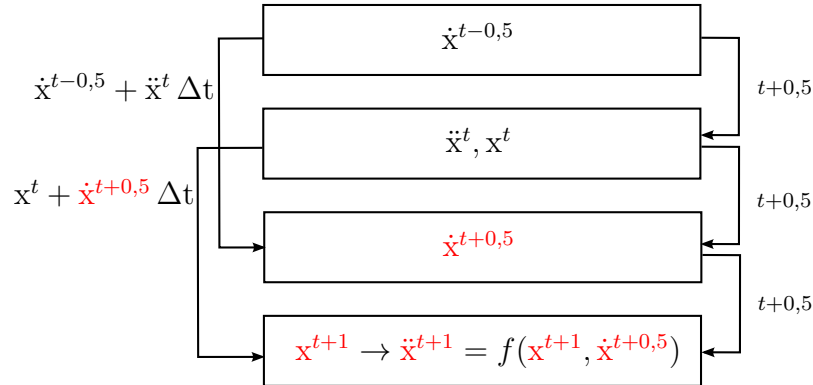 ẋ^{t−0,5}
ẋ^{t−0,5} + ẍ^t Δt
t+0,5
ẍ^t, x^t
x^t + ẋ^{t+0,5} Δt
t+0,5
ẋ^{t+0,5}
t+0,5
x^{t+1} → ẍ^{t+1} = f(x^{t+1}, ẋ^{t+0,5})